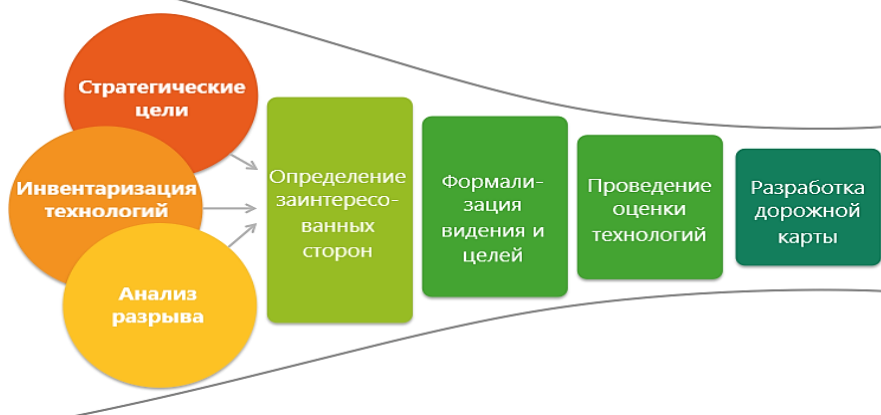 Стратегические
цели
Инвентаризация
технологий
Анализ
разрыва
Определение
заинтересо-
ванных
сторон
Формали-
зация
видения и
целей
Проведение
оценки
технологий
Разработка
дорожной
карты